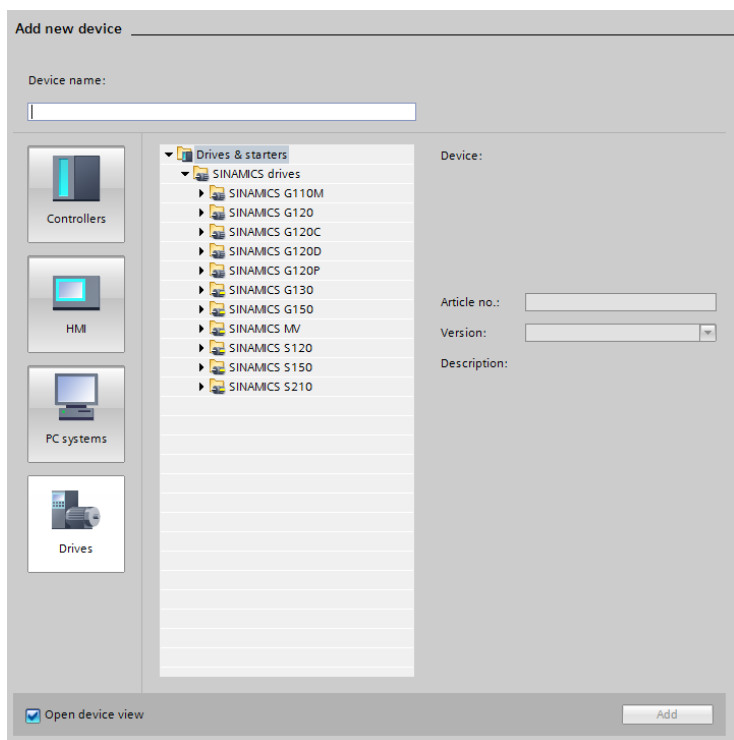 Add new device
Device name:
Controllers
HMI
PC systems
Drives
Drives & starters
SINAMICS drives
SINAMICS G110M
SINAMICS G120
SINAMICS G120C
SINAMICS G120D
SINAMICS G120P
SINAMICS G130
SINAMICS G150
SINAMICS MV
SINAMICS S120
SINAMICS S150
SINAMICS S210
Device:
Article no.:
Version:
Description:
Open device view
Add